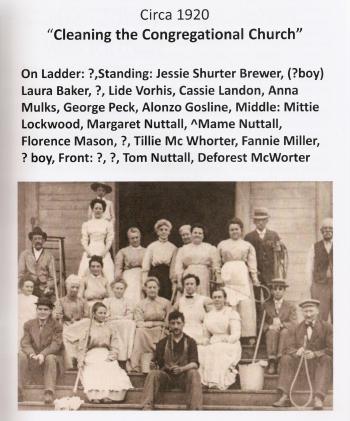 Circa 1920
“Cleaning the Congregational Church”
On Ladder: ?,Standing: Jessie Shurter Brewer, (?boy)
Laura Baker, ?, Lide Vorhis, Cassie Landon, Anna
Mulks, George Peck, Alonzo Gosline, Middle: Mittie
Lockwood, Margaret Nuttall, ^Mame Nuttall,
Florence Mason, ?, Tillie Mc Whorter, Fannie Miller,
? boy, Front: ?, ?, Tom Nuttall, Deforest McWorter